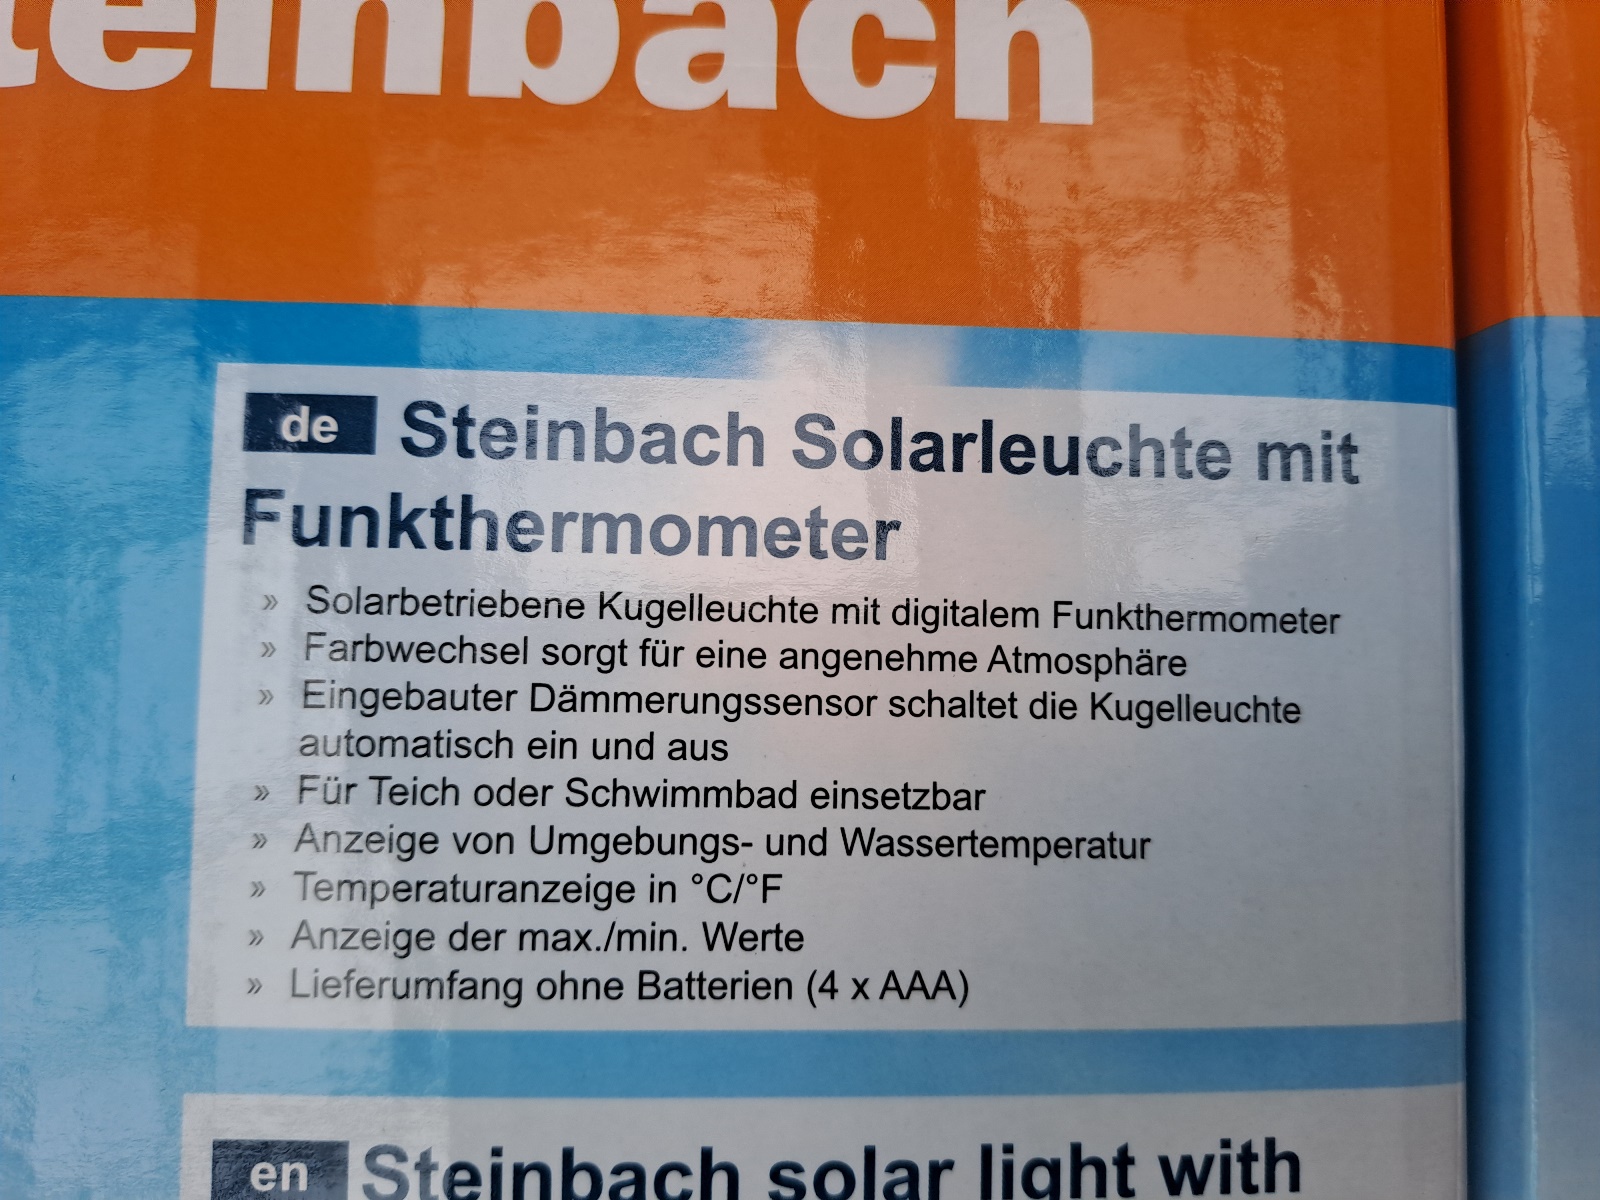 teinbach
de Steinbach Solarleuchte mit
Funkthermometer
» Solarbetriebene Kugelleuchte mit digitalem Funkthermometer
» Farbwechsel sorgt für eine angenehme Atmosphäre
» Eingebauter Dämmerungssensor schaltet die Kugelleuchte
automatisch ein und aus
» Für Teich oder Schwimmbad einsetzbar
» Anzeige von Umgebungs- und Wassertemperatur
» Temperaturanzeige in °C/°F
» Anzeige der max./min. Werte
» Lieferumfang ohne Batterien (4 x AAA)
en Steinbach solar light with